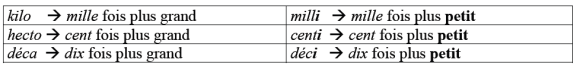 kilo → mille fois plus grand milli → mille fois plus petit
hecto → cent fois plus grand centi → cent fois plus petit
déca → dix fois plus grand déci → dix fois plus petit